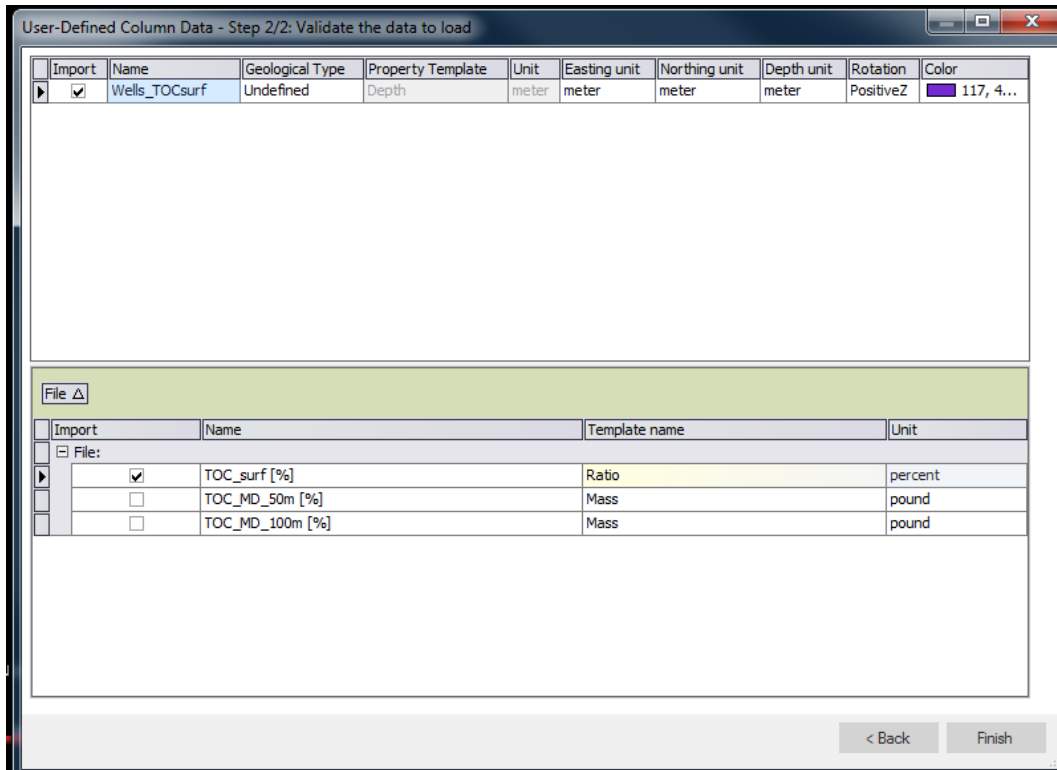 User-Defined Column Data - Step 2/2: Validate the data to load
Import Name Geological Type Property Template Unit Easting unit Northing unit Depth unit Rotation Color
Wells_TOCsurf Undefined Depth meter meter meter meter PositiveZ 117, 4...
File
Import Name Template name Unit
File:
TOC_surf [%] Ratio percent
TOC_MD_50m [%] Mass pound
TOC_MD_100m [%] Mass pound
< Back Finish